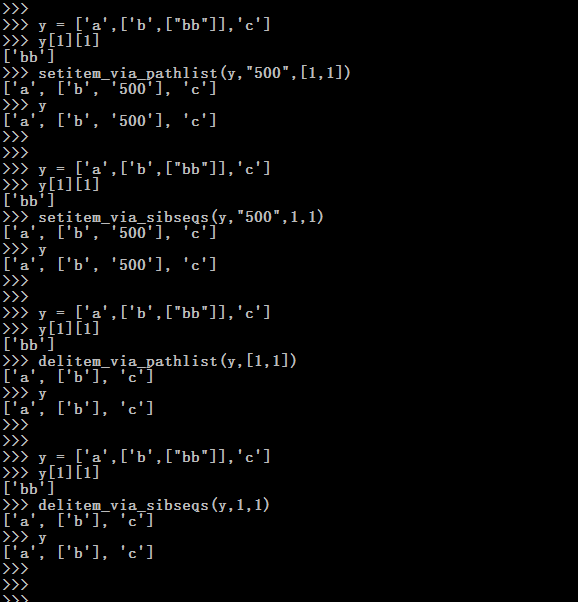 >>>
>>> y = ['a',['b',["bb"]],'c']
>>> y[1][1]
['bb']
>>> setitem_via_pathlist(y,"500",[1,1])
['a', ['b', '500'], 'c']
>>> y
['a', ['b', '500'], 'c']
>>>
>>>
>>> y = ['a',['b',["bb"]],'c']
>>> y[1][1]
['bb']
>>> setitem_via_sibseqs(y,"500",1,1)
['a', ['b', '500'], 'c']
>>> y
['a', ['b', '500'], 'c']
>>>
>>>
>>> y = ['a',['b',["bb"]],'c']
>>> y[1][1]
['bb']
>>> delitem_via_pathlist(y,[1,1])
['a', ['b'], 'c']
>>> y
['a', ['b'], 'c']
>>>
>>>
>>> y = ['a',['b',["bb"]],'c']
>>> y[1][1]
['bb']
>>> delitem_via_sibseqs(y,1,1)
['a', ['b'], 'c']
>>> y
['a', ['b'], 'c']
>>>
>>>
>>>